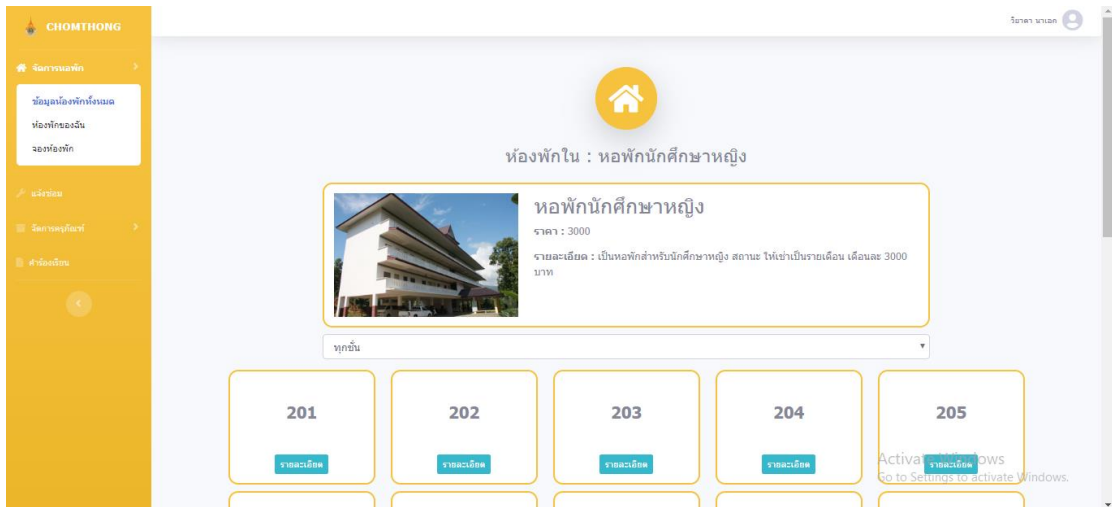 CHOMTHONG
วิยาดา นาเอก
จัดการหอพัก
ข้อมูลห้องพักทั้งหมด
ห้องพักของฉัน
จองห้องพัก
แจ้งซ่อม
จัดการครุภัณฑ์
คำร้องเรียน
ห้องพักใน : หอพักนักศึกษาหญิง
หอพักนักศึกษาหญิง
ราคา : 3000
รายละเอียด : เป็นหอพักสำหรับนักศึกษาหญิง สถานะ ให้เช่าเป็นรายเดือน เดือนละ 3000
บาท
ทุกชั้น
201 202 203 204 205
รายละเอียด รายละเอียด รายละเอียด รายละเอียด รายละเอียด
Activate Windows
Go to Settings to activate Windows.